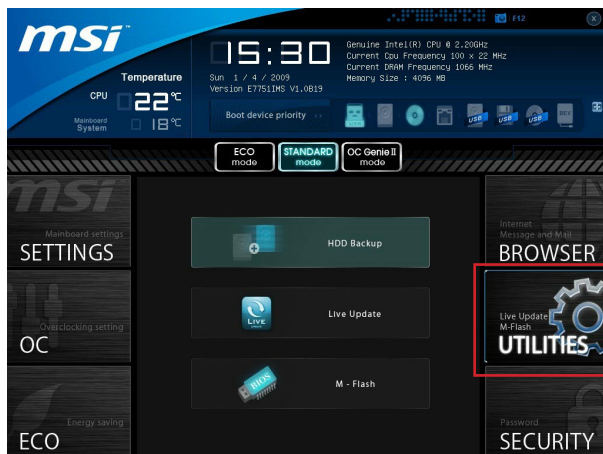 msi
F12
X
15:30
Genuine Intel(R) CPU @ 2.20GHz
Current Cpu Frequency 100 x 22 MHz
Current DRAM Frequency 1066 MHz
Memory Size : 4096 MB
Temperature
Sun 1 / 4 / 2009
Version E7751IMS V1.0B19
CPU 22°C
Mainboard
System 18°C
Boot device priority
USB
USB
USB
ECO
mode
STANDARD
mode
OC Genie II
mode
msi
Mainboard settings
SETTINGS
Overclocking setting
OC
Energy saving
ECO
HDD Backup
LIVE
UPDATE
Live Update
BIOS
M - Flash
Internet
Message and Mail
BROWSER
Live Update
M-Flash
UTILITIES
Password
SECURITY